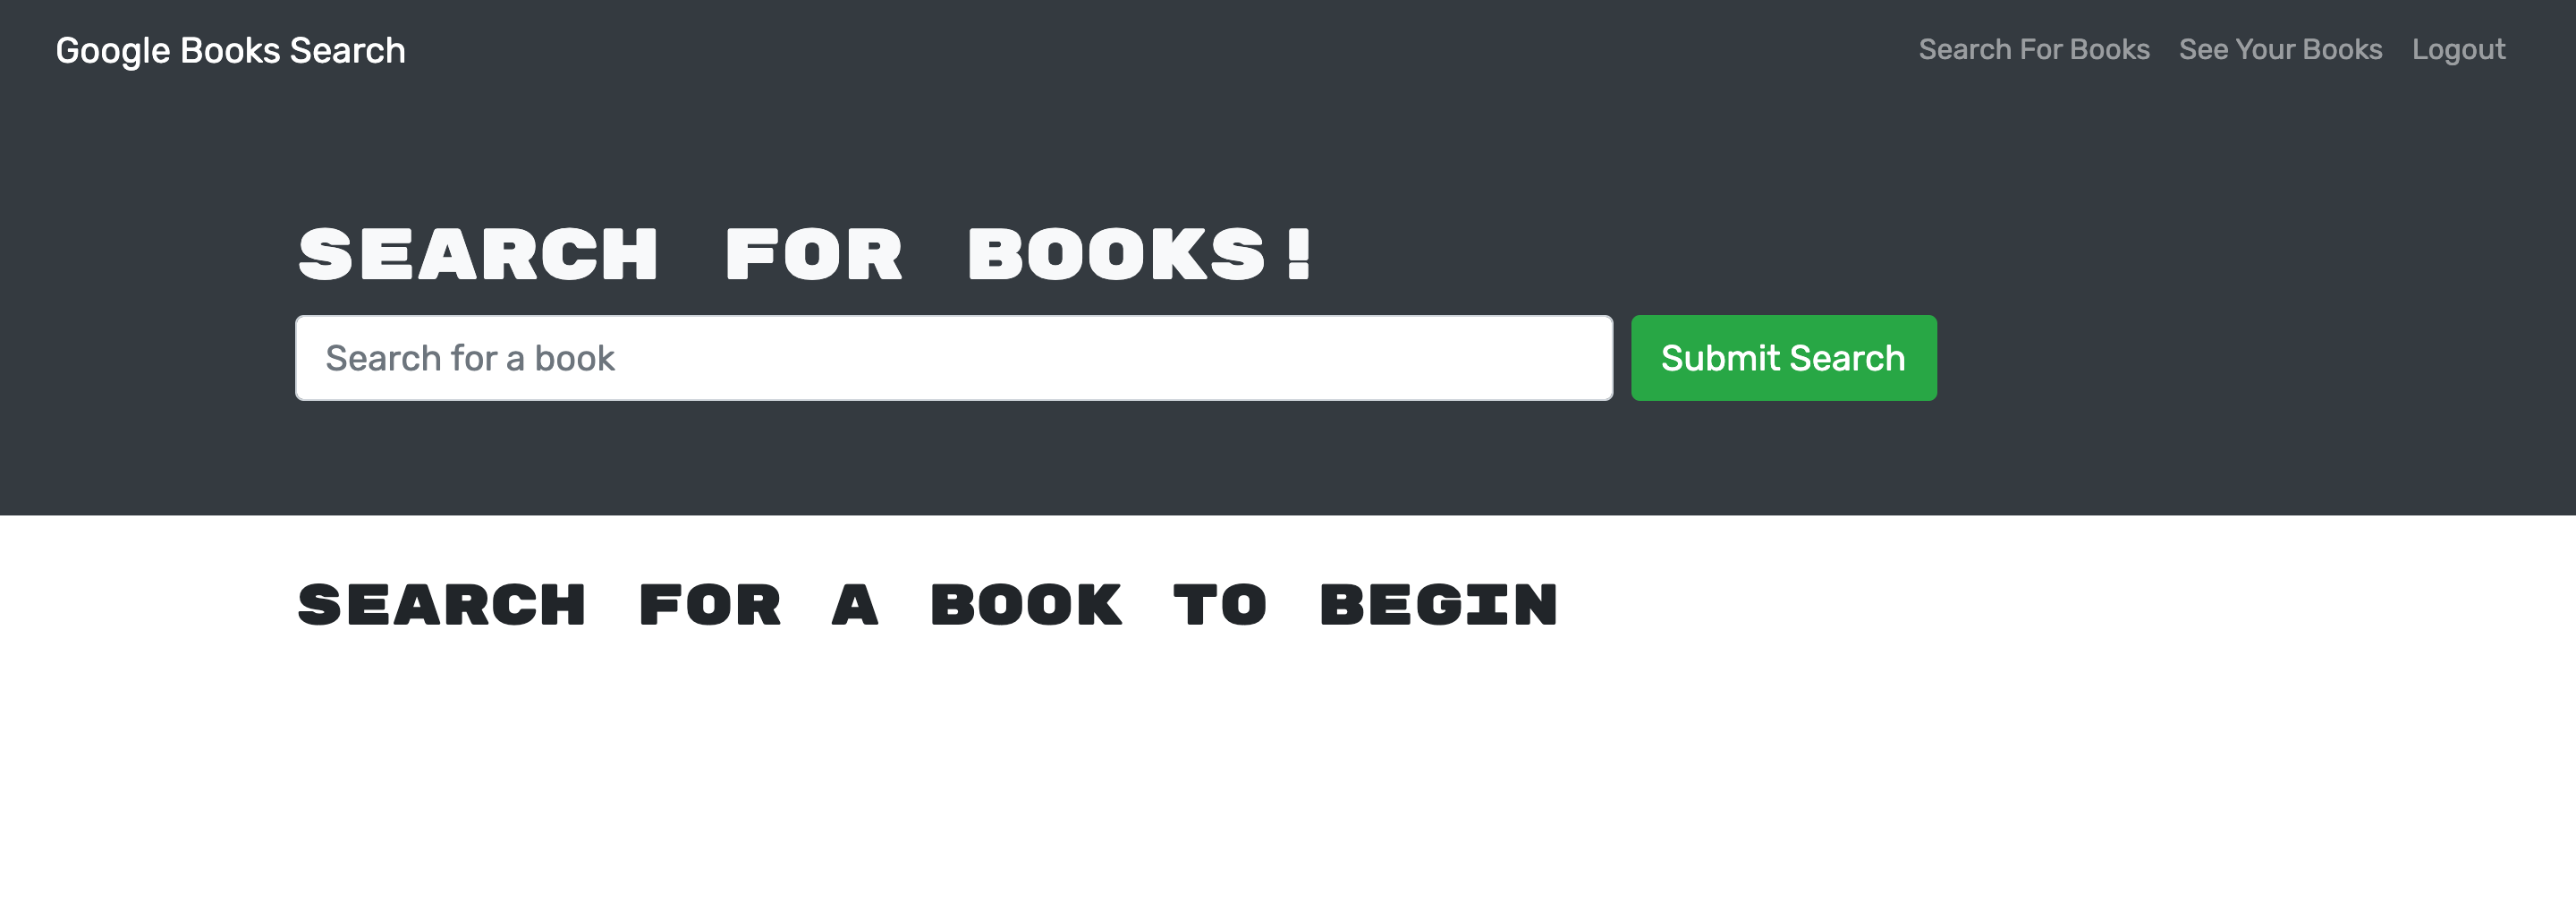 Google Books Search
Search For Books
See Your Books
Logout
SEARCH FOR BOOKS!
Search for a book
Submit Search
SEARCH FOR A BOOK TO BEGIN